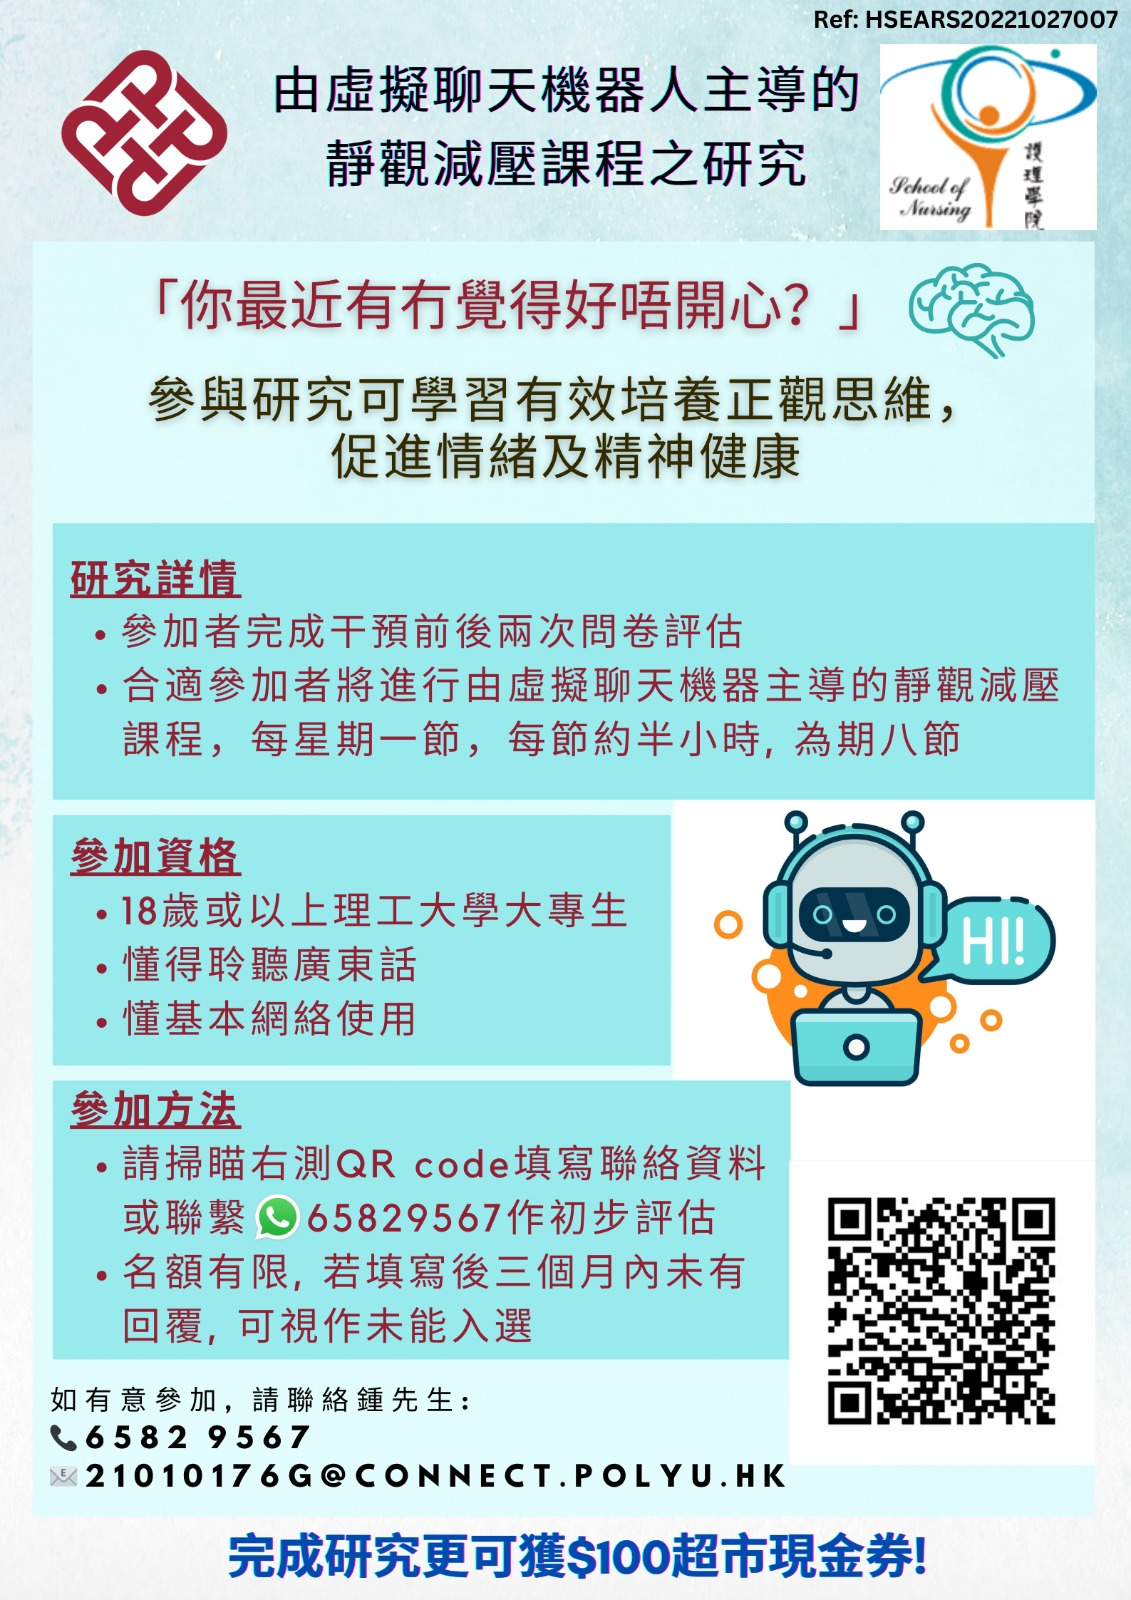 Ref: HSEARS20221027007
由虛擬聊天機器人主導的
靜觀減壓課程之研究
School of
Nursing
護理學院
「你最近有冇覺得好唔開心？」
參與研究可學習有效培養正觀思維，
促進情緒及精神健康
研究詳情
• 參加者完成干預前後兩次問卷評估
• 合適參加者將進行由虛擬聊天機器主導的靜觀減壓
課程，每星期一節，每節約半小時, 為期八節
參加資格
• 18歲或以上理工大學大專生
• 懂得聆聽廣東話
• 懂基本網絡使用
HI!
參加方法
• 請掃瞄右測QR code填寫聯絡資料
或聯繫65829567作初步評估
• 名額有限, 若填寫後三個月內未有
回覆, 可視作未能入選
如有意參加，請聯絡鍾先生:
6582 9567
E
21010176G@CONNECT.POLYU.HK
完成研究更可獲$100超市現金券!